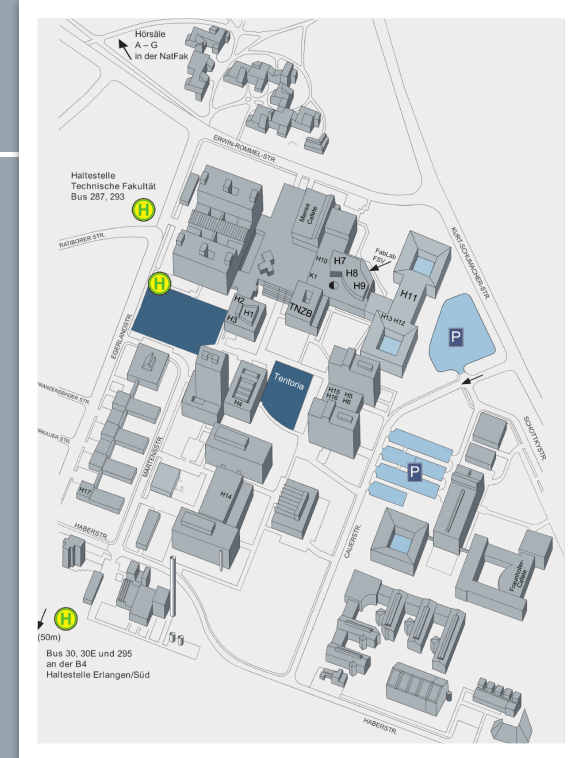 Hörsäle
A – G
in der NatFak
ERWIN-ROMMEL-STR.
Haltestelle
Technische Fakultät
Bus 287, 293
H
RATIBORER STR.
Mensa
Cafete
KURT-SCHUMACHER-STR.
FabLab
FSV
H7
H8
H9
H10
K1
H11
H
H2
H1
H3
TNZB
H13 H12
P
EGERLANDSTR.
Tentoria
H4
H15
H16
H5
H6
SCHOTTKYSTR.
MARTENSSTR.
P
H17
H14
HABERSTR.
CAUERSTR.
Fraunhofer-
Cafete
H
(50m)
Bus 30, 30E und 295
an der B4
Haltestelle Erlangen/Süd
HABERSTR.